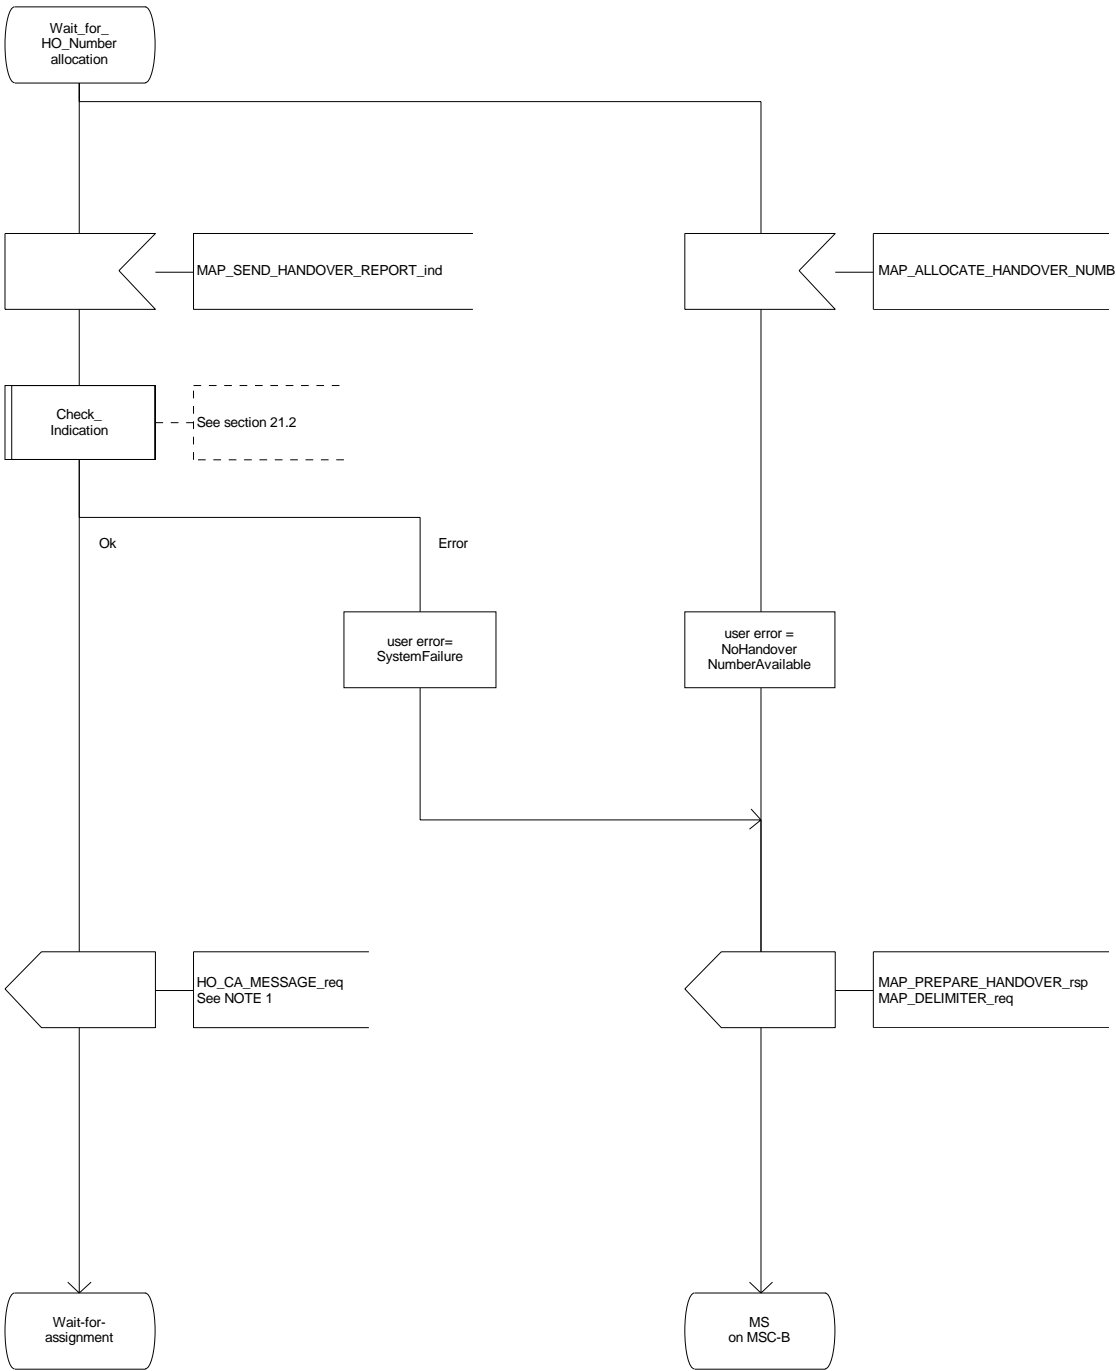 Wait_for_
HO_Number
allocation
MAP_SEND_HANDOVER_REPORT_ind
MAP_ALLOCATE_HANDOVER_NUMB
Check_
Indication
See section 21.2
Ok
Error
user error=
SystemFailure
user error =
NoHandover
NumberAvailable
HO_CA_MESSAGE_req
See NOTE 1
MAP_PREPARE_HANDOVER_rsp
MAP_DELIMITER_req
Wait-for-
assignment
MS
on MSC-B